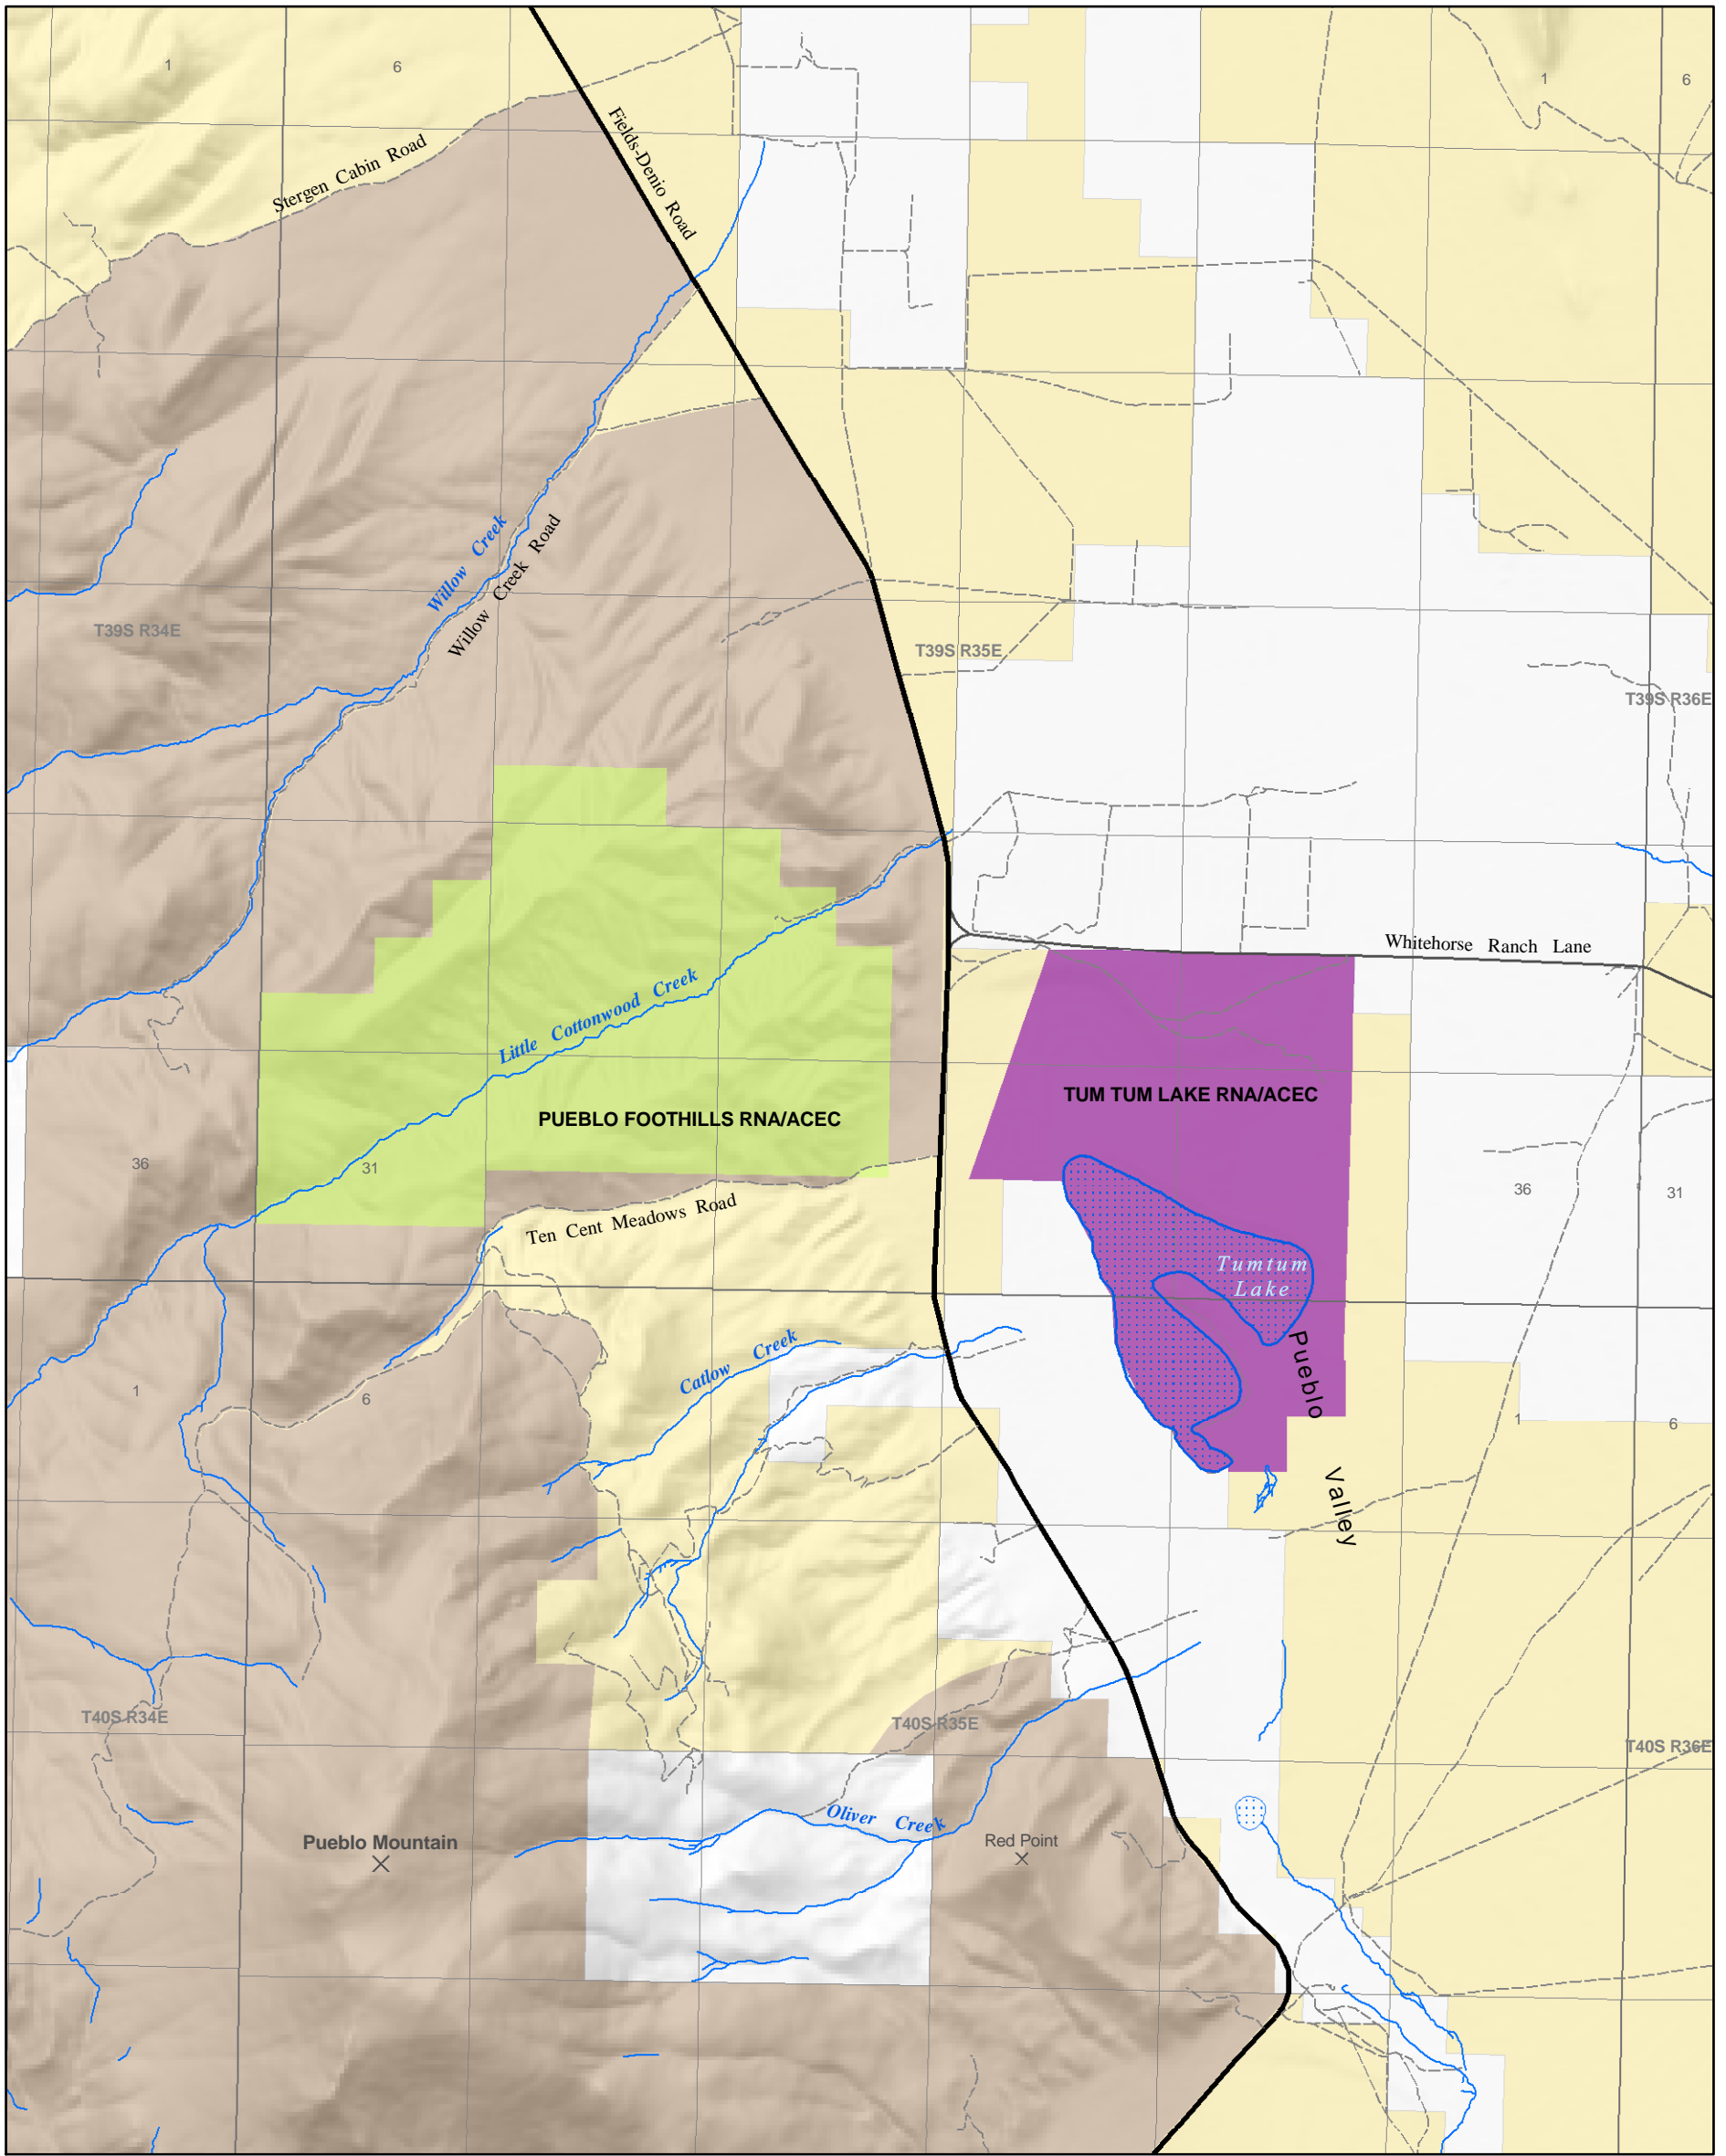 1
6
1
6
Fields-Denio Road
Stergen Cabin Road
Willow Creek
Willow Creek Road
T39S R34E
T39S R35E
T39S R36E
Whitehorse Ranch Lane
Little Cottonwood Creek
TUM TUM LAKE RNA/ACEC
PUEBLO FOOTHILLS RNA/ACEC
36
31
36
31
Ten Cent Meadows Road
Tumtum
Lake
Catlow Creek
Pueblo
Valley
1
6
1
6
T40S R34E
T40S R35E
T40S R36E
Oliver Creek
Pueblo Mountain
Red Point